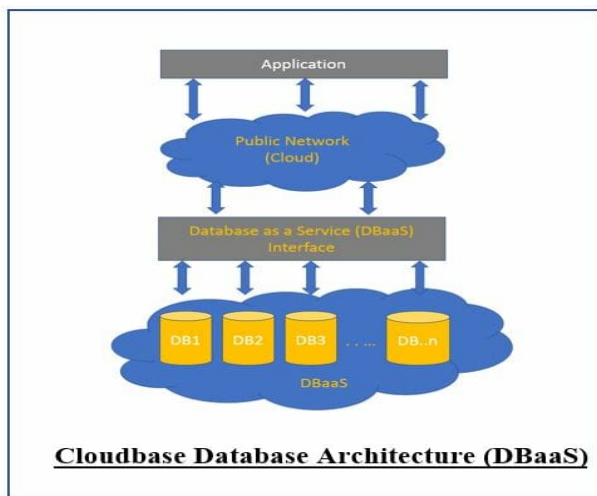 Application
Public Network
(Cloud)
Database as a Service (DBaaS)
Interface
DB1 DB2 DB3 . . ... DB..n
DBaaS
Cloudbase Database Architecture (DBaaS)